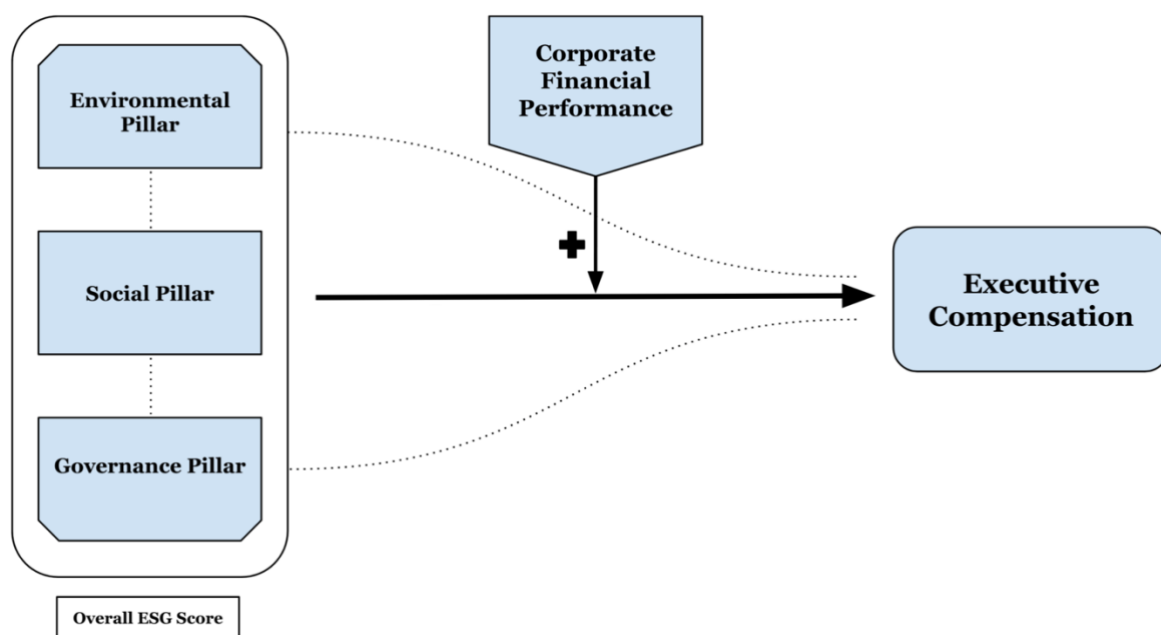 Environmental
Pillar
Social Pillar
Governance Pillar
Overall ESG Score
Corporate
Financial
Performance
Executive
Compensation